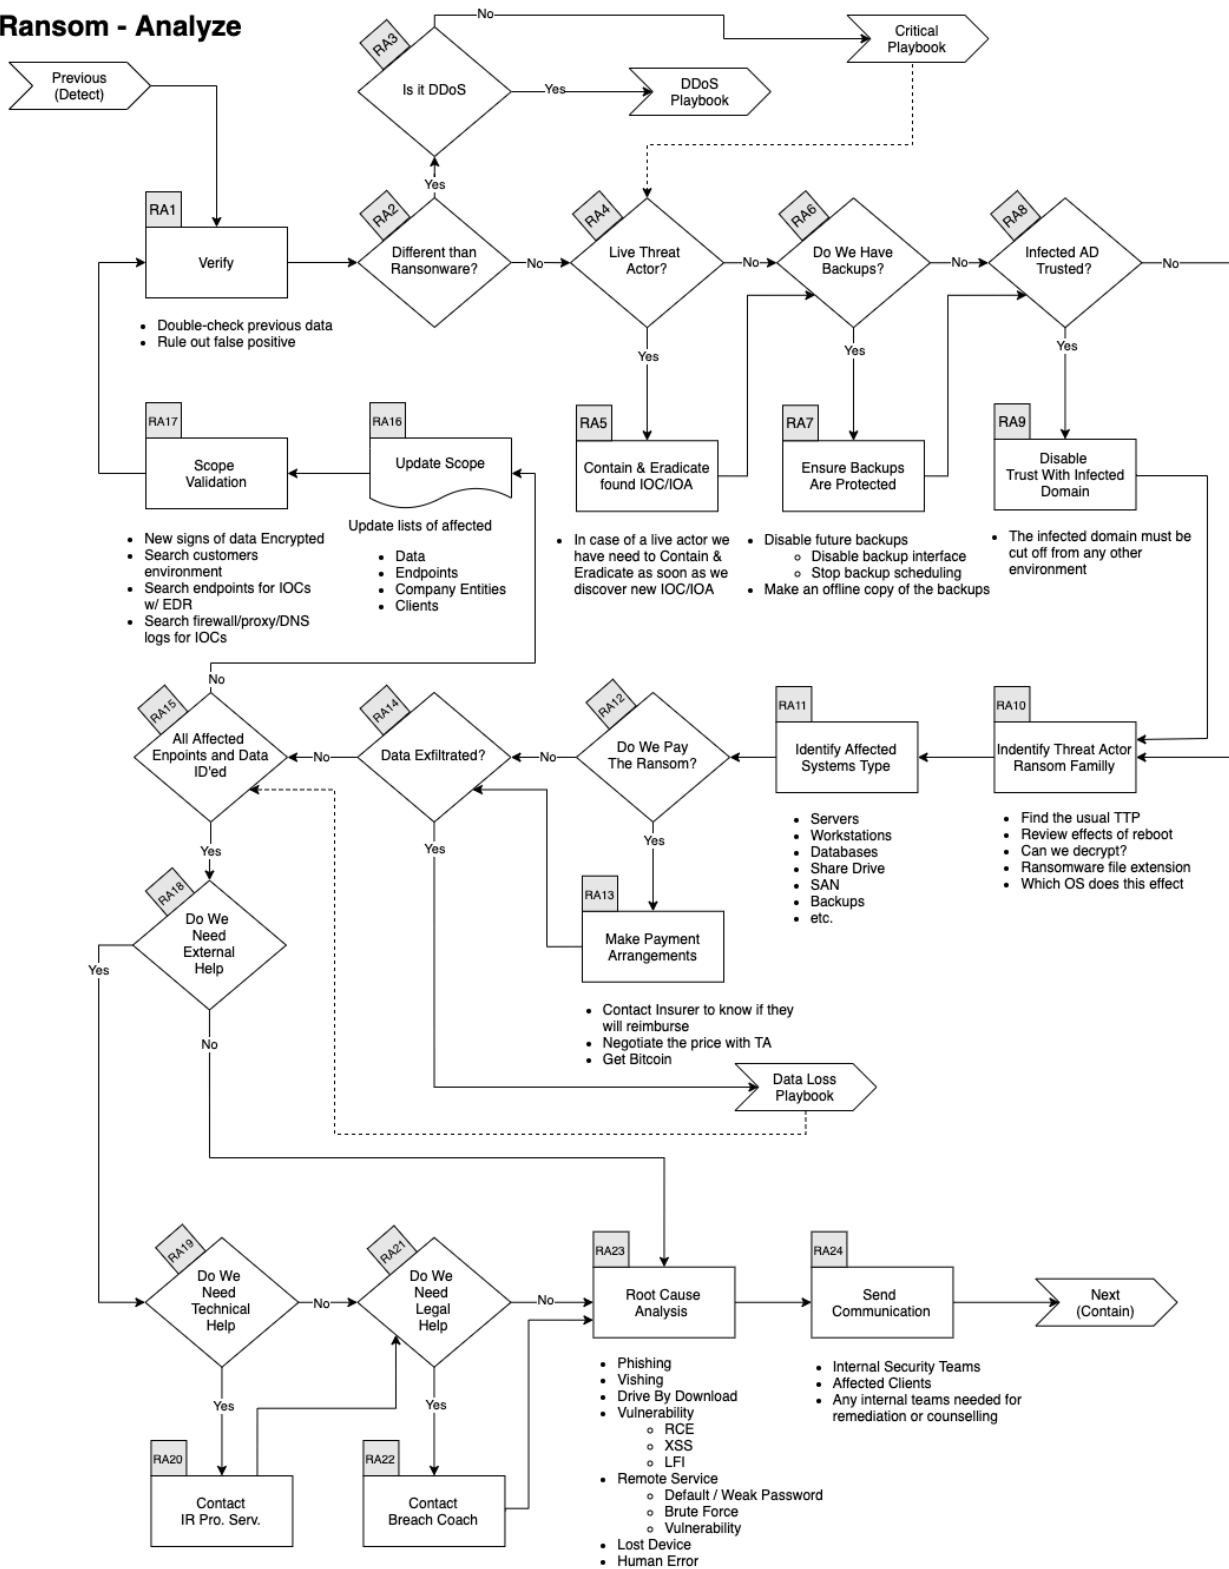 Ransom - Analyze
Previous
(Detect)
RA3
Is it DDoS
No
Yes
Critical
Playbook
DDoS
Playbook
Yes
RA1
Verify
• Double-check previous data
• Rule out false positive
RA2
Different than
Ransonware?
No
RA4
Live Threat
Actor?
No
Yes
RA6
Do We Have
Backups?
No
Yes
RA8
Infected AD
Trusted?
No
Yes
RA17
Scope
Validation
• New signs of data Encrypted
• Search customers
environment
• Search endpoints for IOCs
w/ EDR
• Search firewall/proxy/DNS
logs for IOCs
RA16
Update Scope
Update lists of affected
• Data
• Endpoints
• Company Entities
• Clients
RA5
Contain & Eradicate
found IOC/IOA
• In case of a live actor we
have need to Contain &
Eradicate as soon as we
discover new IOC/IOA
RA7
Ensure Backups
Are Protected
• Disable future backups
○ Disable backup interface
○ Stop backup scheduling
• Make an offline copy of the backups
RA9
Disable
Trust With Infected
Domain
• The infected domain must be
cut off from any other
environment
No
RA15
All Affected
Enpoints and Data
ID'ed
Yes
No
RA14
Data Exfiltrated?
Yes
No
RA12
Do We Pay
The Ransom?
Yes
RA11
Identify Affected
Systems Type
• Servers
• Workstations
• Databases
• Share Drive
• SAN
• Backups
• etc.
RA10
Indentify Threat Actor
Ransom Familly
• Find the usual TTP
• Review effects of reboot
• Can we decrypt?
• Ransomware file extension
• Which OS does this effect
RA13
Make Payment
Arrangements
• Contact Insurer to know if they
will reimburse
• Negotiate the price with TA
• Get Bitcoin
RA18
Do We
Need
External
Help
Yes
No
Data Loss
Playbook
RA19
Do We
Need
Technical
Help
No
Yes
RA21
Do We
Need
Legal
Help
No
Yes
RA23
Root Cause
Analysis
• Phishing
• Vishing
• Drive By Download
• Vulnerability
○ RCE
○ XSS
○ LFI
• Remote Service
○ Default / Weak Password
○ Brute Force
○ Vulnerability
• Lost Device
• Human Error
RA24
Send
Communication
• Internal Security Teams
• Affected Clients
• Any internal teams needed for
remediation or counselling
Next
(Contain)
RA20
Contact
IR Pro. Serv.
RA22
Contact
Breach Coach